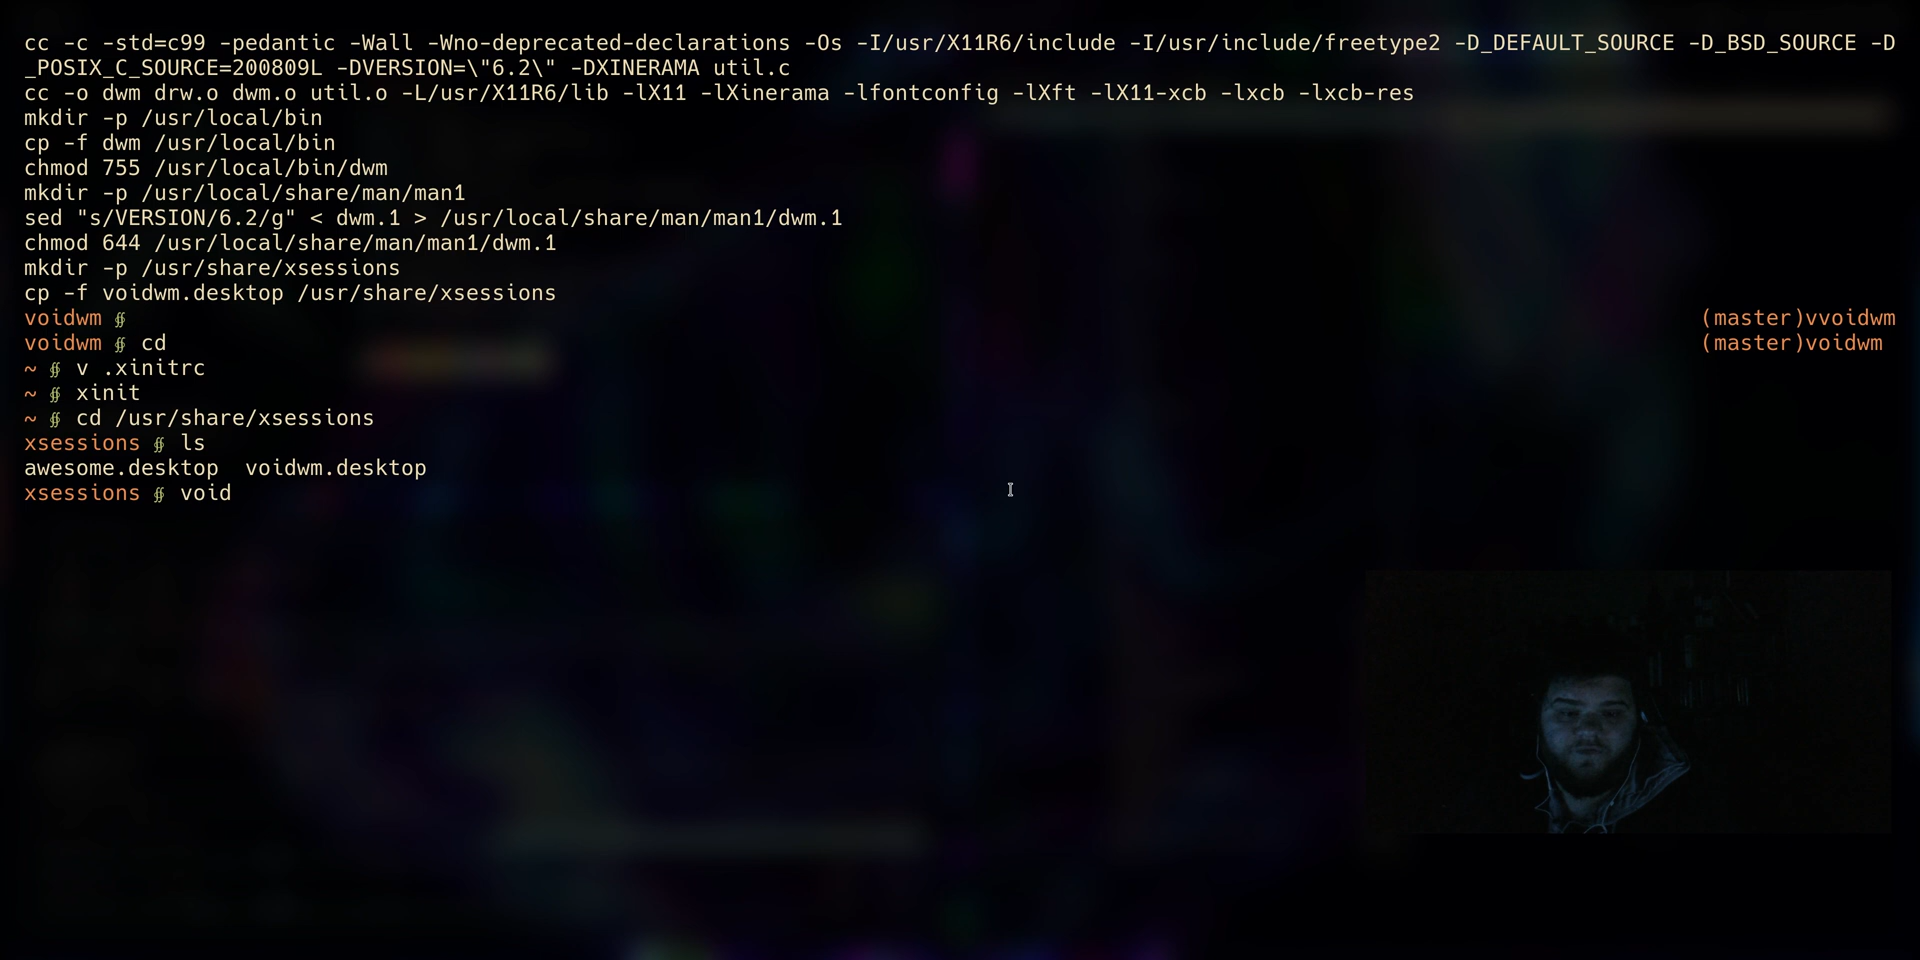 cc -c -std=c99 -pedantic -Wall -Wno-deprecated-declarations -Os -I/usr/X11R6/include -I/usr/include/freetype2 -D_DEFAULT_SOURCE -D_BSD_SOURCE -D
_POSIX_C_SOURCE=200809L -DVERSION=\"6.2\" -DXINERAMA util.c
cc -o dwm drw.o dwm.o util.o -L/usr/X11R6/lib -lX11 -lXinerama -lfontconfig -lXft -lX11-xcb -lxcb -lxcb-res
mkdir -p /usr/local/bin
cp -f dwm /usr/local/bin
chmod 755 /usr/local/bin/dwm
mkdir -p /usr/local/share/man/man1
sed "s/VERSION/6.2/g" < dwm.1 > /usr/local/share/man/man1/dwm.1
chmod 644 /usr/local/share/man/man1/dwm.1
mkdir -p /usr/share/xsessions
cp -f voidwm.desktop /usr/share/xsessions
voidwm ∯ (master)vvoidwm
voidwm ∯ cd (master)voidwm
~ ∯ v .xinitrc
~ ∯ xinit
~ ∯ cd /usr/share/xsessions
xsessions ∯ ls
awesome.desktop  voidwm.desktop
xsessions ∯ void